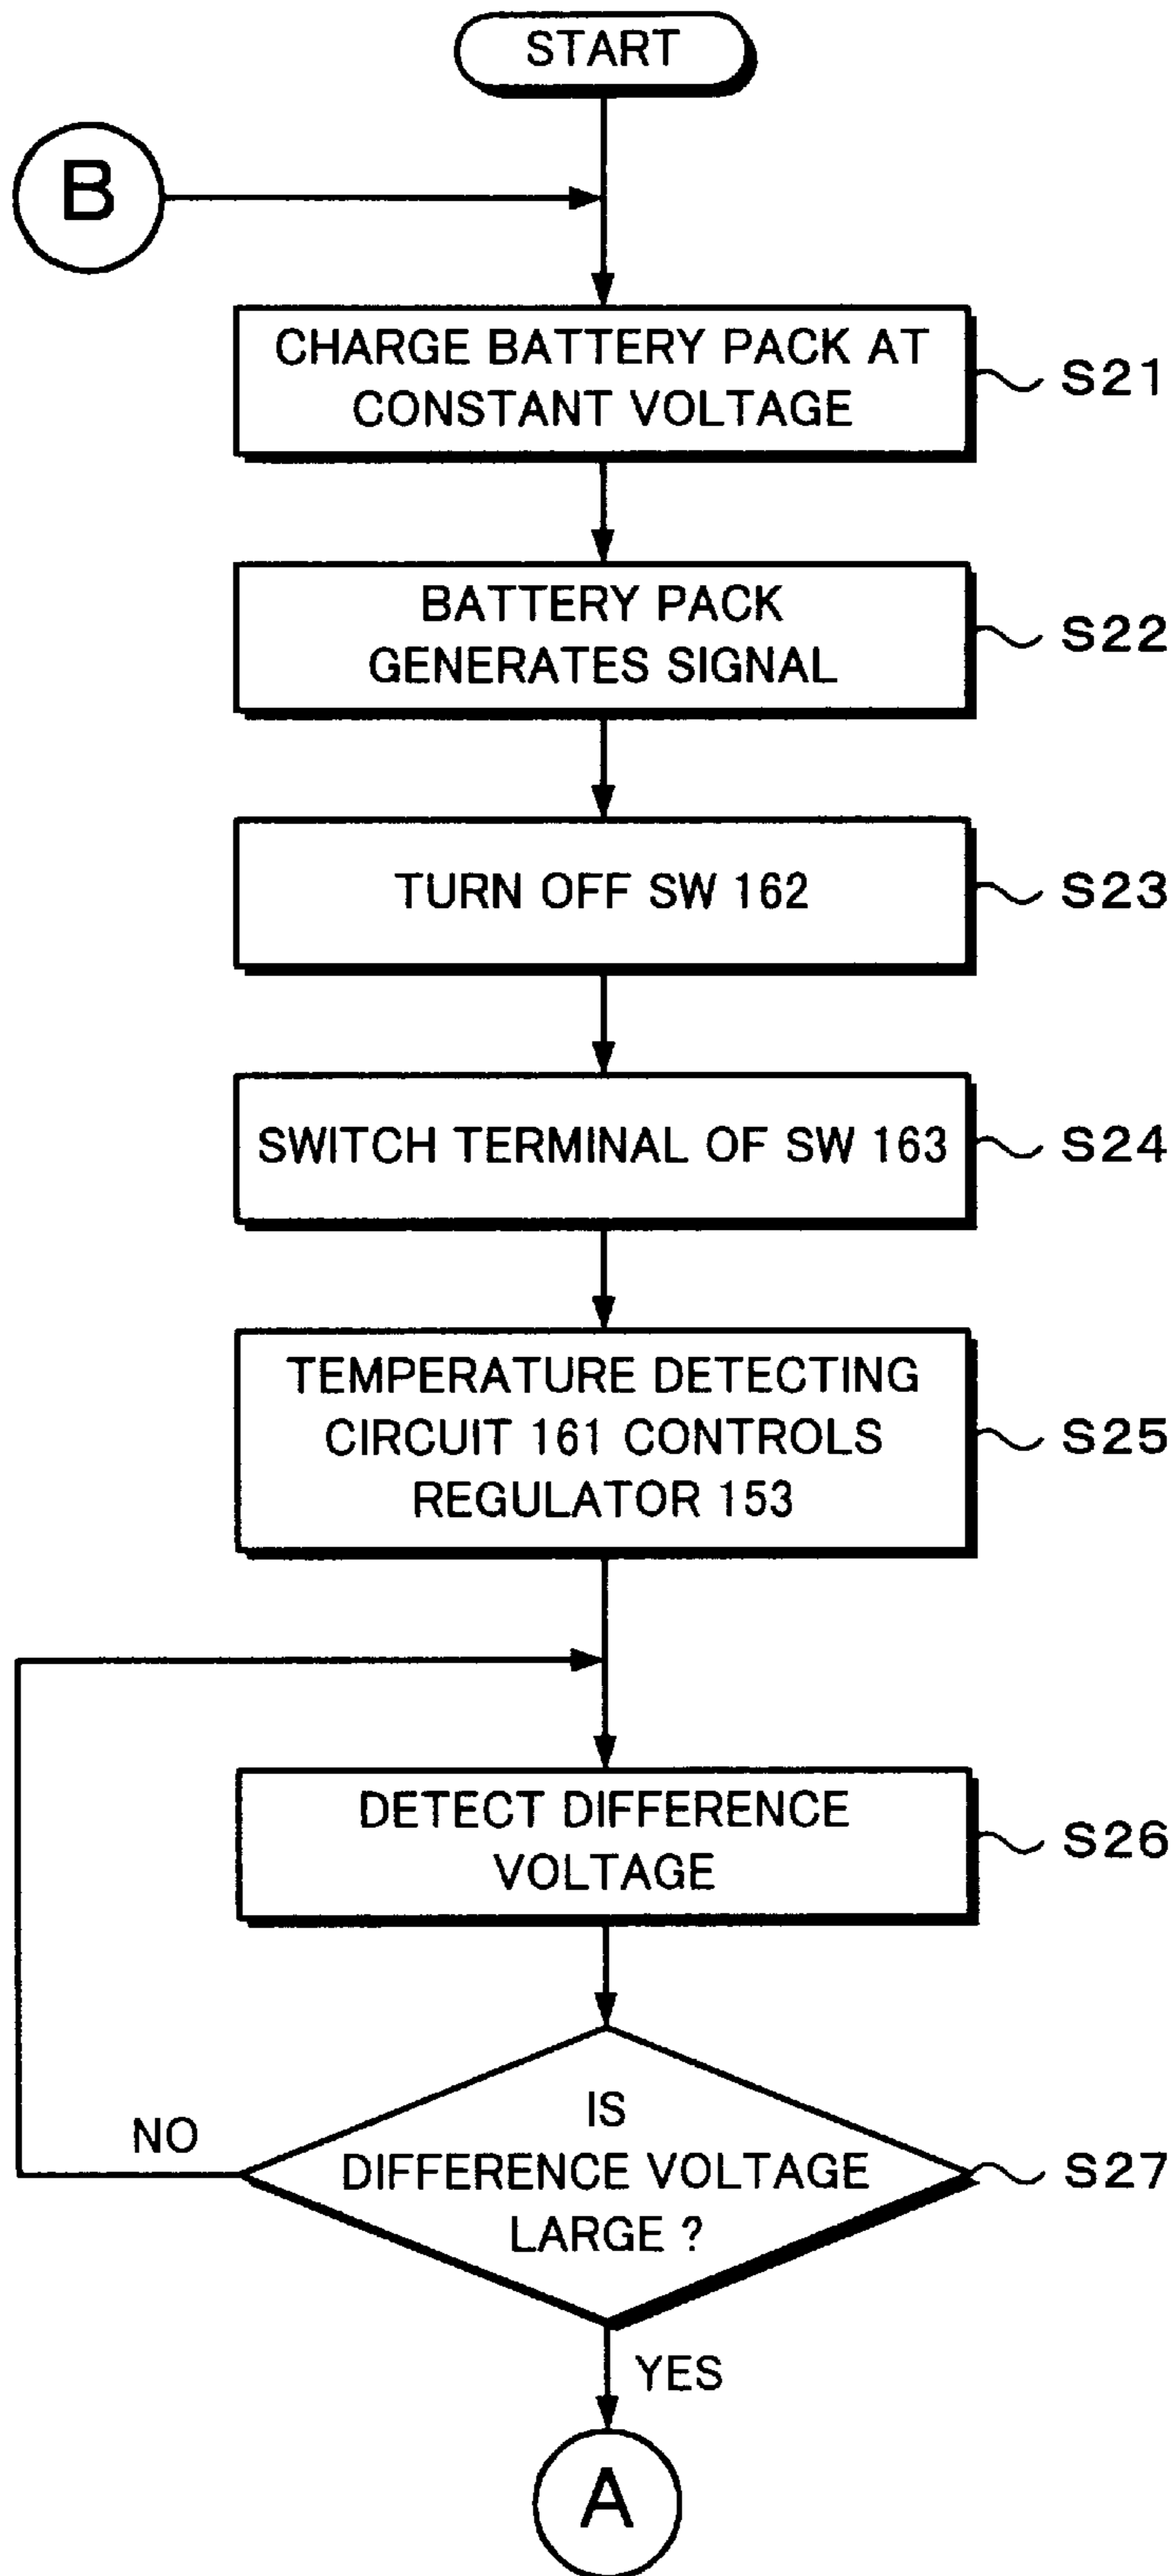 START
B
CHARGE BATTERY PACK AT
CONSTANT VOLTAGE
S21
BATTERY PACK
GENERATES SIGNAL
S22
TURN OFF SW 162
S23
SWITCH TERMINAL OF SW 163
S24
TEMPERATURE DETECTING
CIRCUIT 161 CONTROLS
REGULATOR 153
S25
DETECT DIFFERENCE
VOLTAGE
S26
IS
DIFFERENCE VOLTAGE
LARGE ?
S27
NO
YES
A